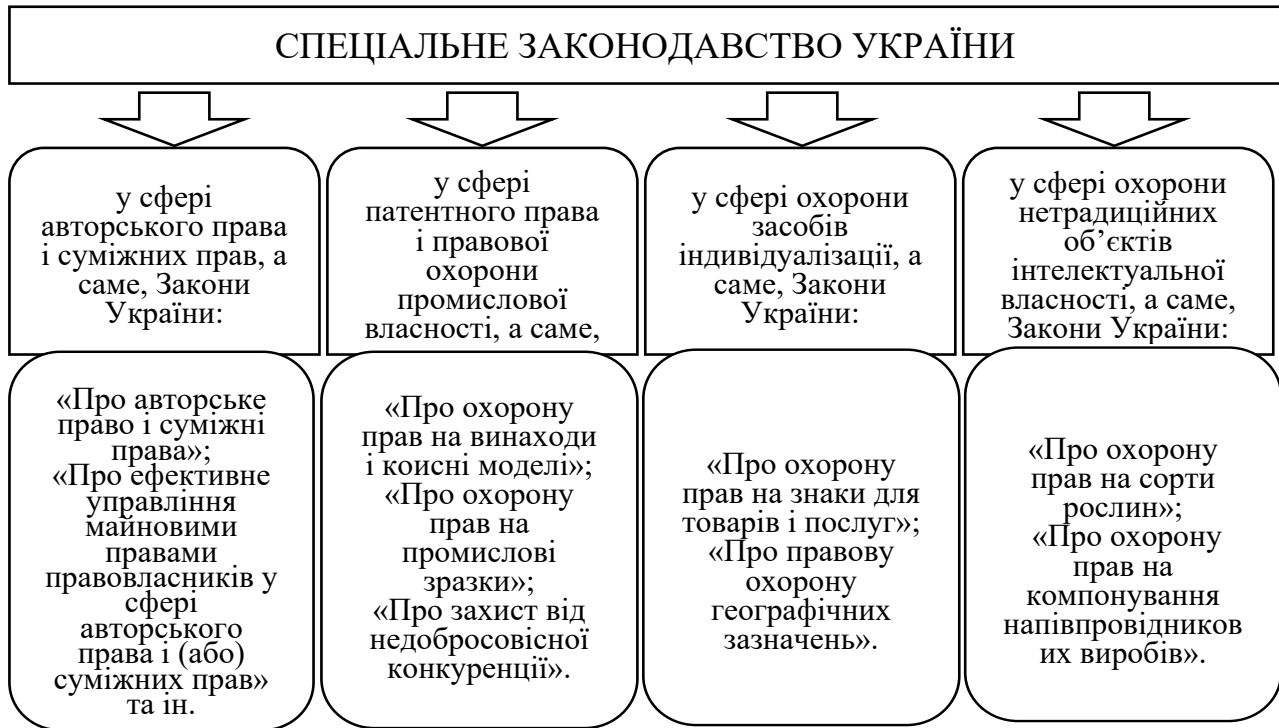 СПЕЦІАЛЬНЕ ЗАКОНОДАВСТВО УКРАЇНИ
у сфері
авторського права
і суміжних прав, а
саме, Закони
України:
«Про авторське
право і суміжні
права»;
«Про ефективне
управління
майновими
правами
правовласників у
сфері
авторського
права і (або)
суміжних прав»
та ін.
у сфері
патентного права
і правової
охорони
промислової
власності, а саме,
«Про охорону
прав на винаходи
і коисні моделі»;
«Про охорону
прав на
промислові
зразки»;
«Про захист від
недобросовісної
конкуренції».
у сфері охорони
засобів
індивідуалізації, а
саме, Закони
України:
«Про охорону
прав на знаки для
товарів і послуг»;
«Про правову
охорону
географічних
зазначень».
у сфері охорони
нетрадиційних
об’єктів
інтелектуальної
власності, а саме,
Закони України:
«Про охорону
прав на сорти
рослин»;
«Про охорону
прав на
компонування
напівпровідников
их виробів».